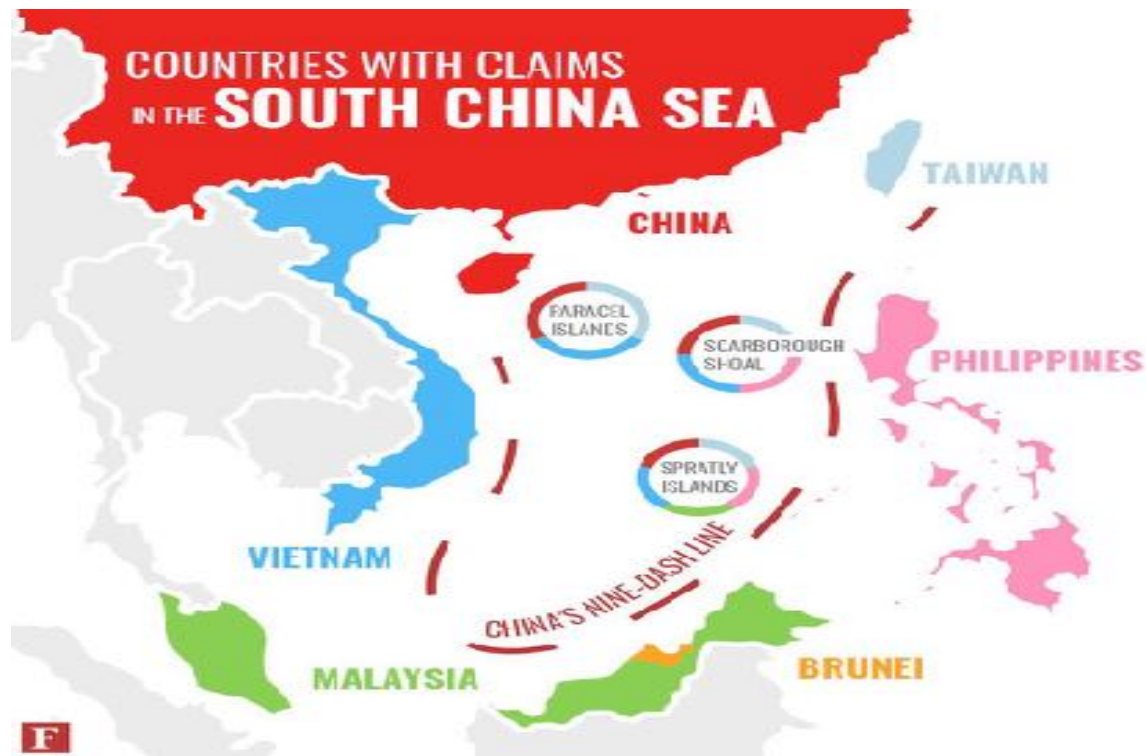 COUNTRIES WITH CLAIMS
IN THE SOUTH CHINA SEA
TAIWAN
CHINA
PARACEL
ISLANDS
SCARBOROUGH
SHOAL
PHILIPPINES
SPRATLY
ISLANDS
VIETNAM
CHINA'S NINE-DASH LINE
MALAYSIA
BRUNEI
F